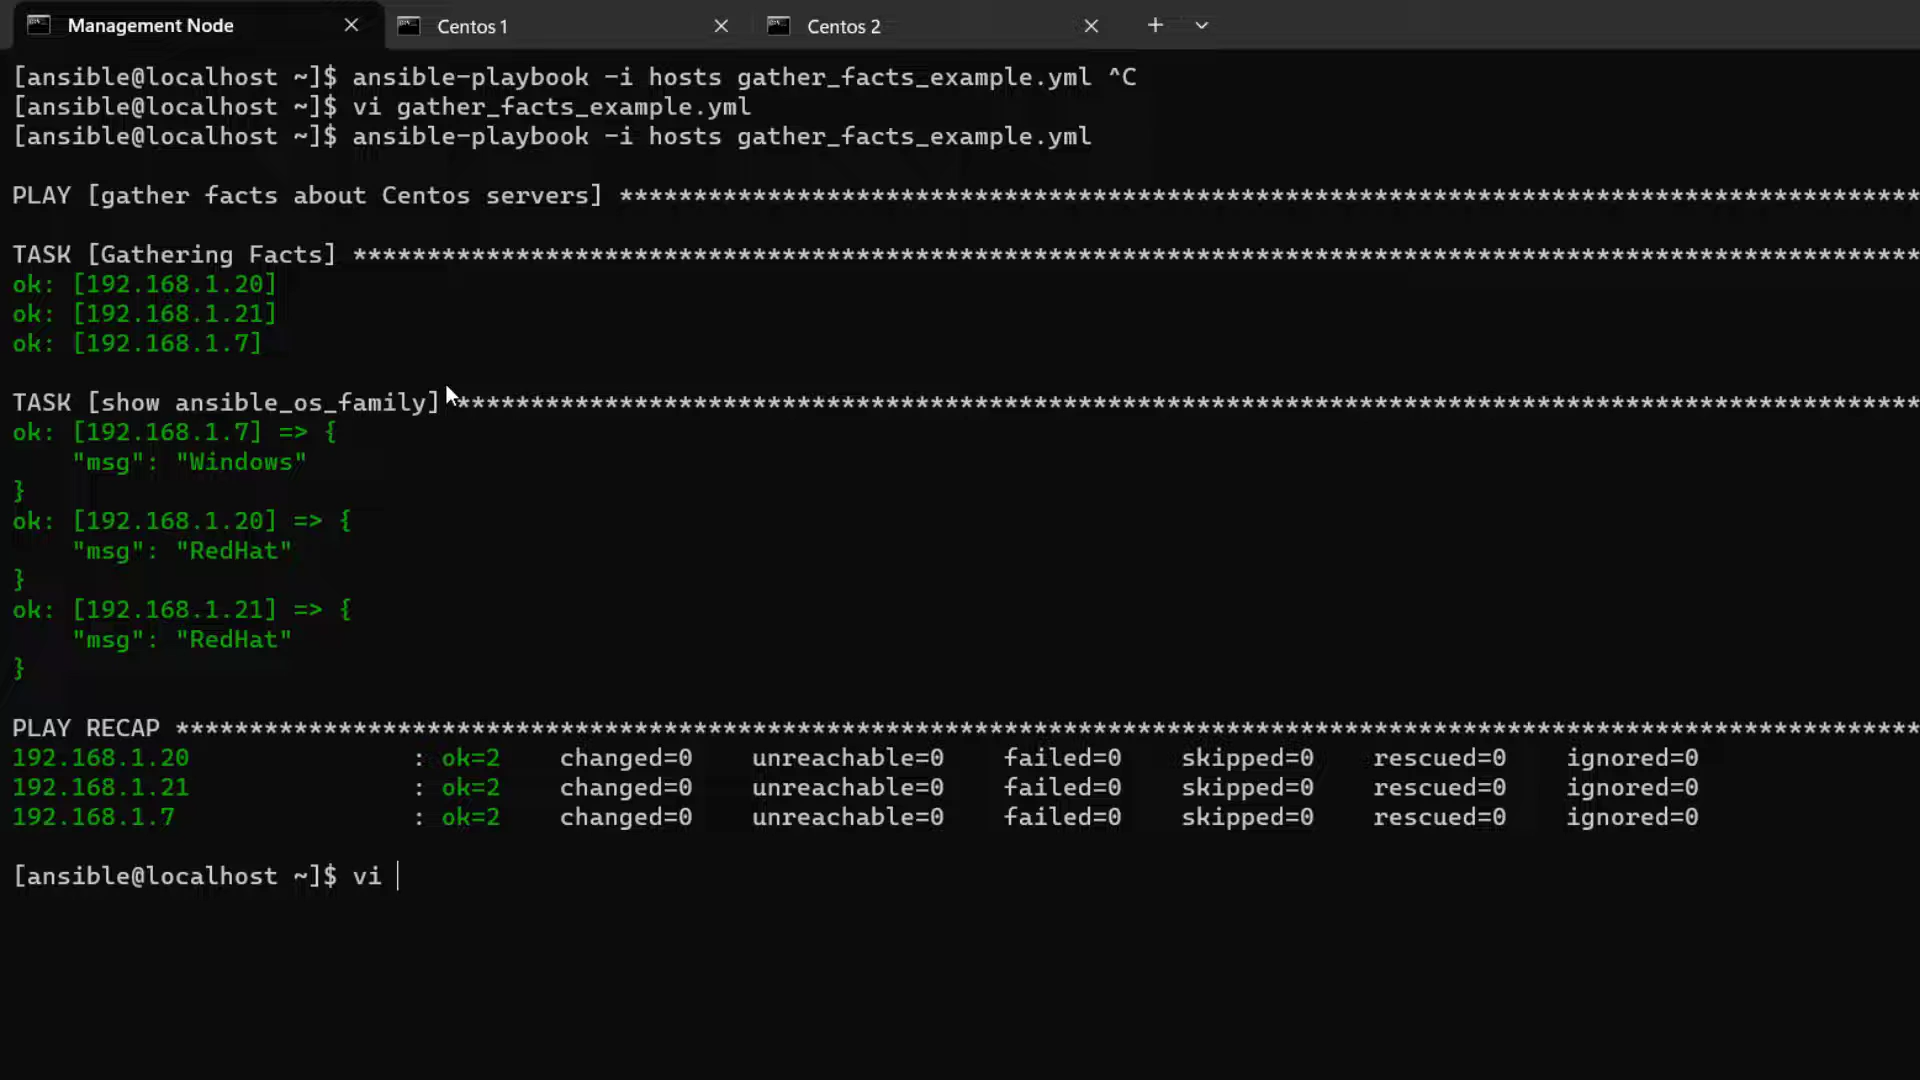 Management Node
Centos 1
Centos 2
[ansible@localhost ~]$ ansible-playbook -i hosts gather_facts_example.yml ^C
[ansible@localhost ~]$ vi gather_facts_example.yml
[ansible@localhost ~]$ ansible-playbook -i hosts gather_facts_example.yml
PLAY [gather facts about Centos servers] ****************************************************************************************
TASK [Gathering Facts] **********************************************************************************************************
ok: [192.168.1.20]
ok: [192.168.1.21]
ok: [192.168.1.7]
TASK [show ansible_os_family] ***************************************************************************************************
ok: [192.168.1.7] => {
    "msg": "Windows"
}
ok: [192.168.1.20] => {
    "msg": "RedHat"
}
ok: [192.168.1.21] => {
    "msg": "RedHat"
}
PLAY RECAP **********************************************************************************************************************
192.168.1.20               : ok=2    changed=0    unreachable=0    failed=0    skipped=0    rescued=0    ignored=0
192.168.1.21               : ok=2    changed=0    unreachable=0    failed=0    skipped=0    rescued=0    ignored=0
192.168.1.7                : ok=2    changed=0    unreachable=0    failed=0    skipped=0    rescued=0    ignored=0
[ansible@localhost ~]$ vi